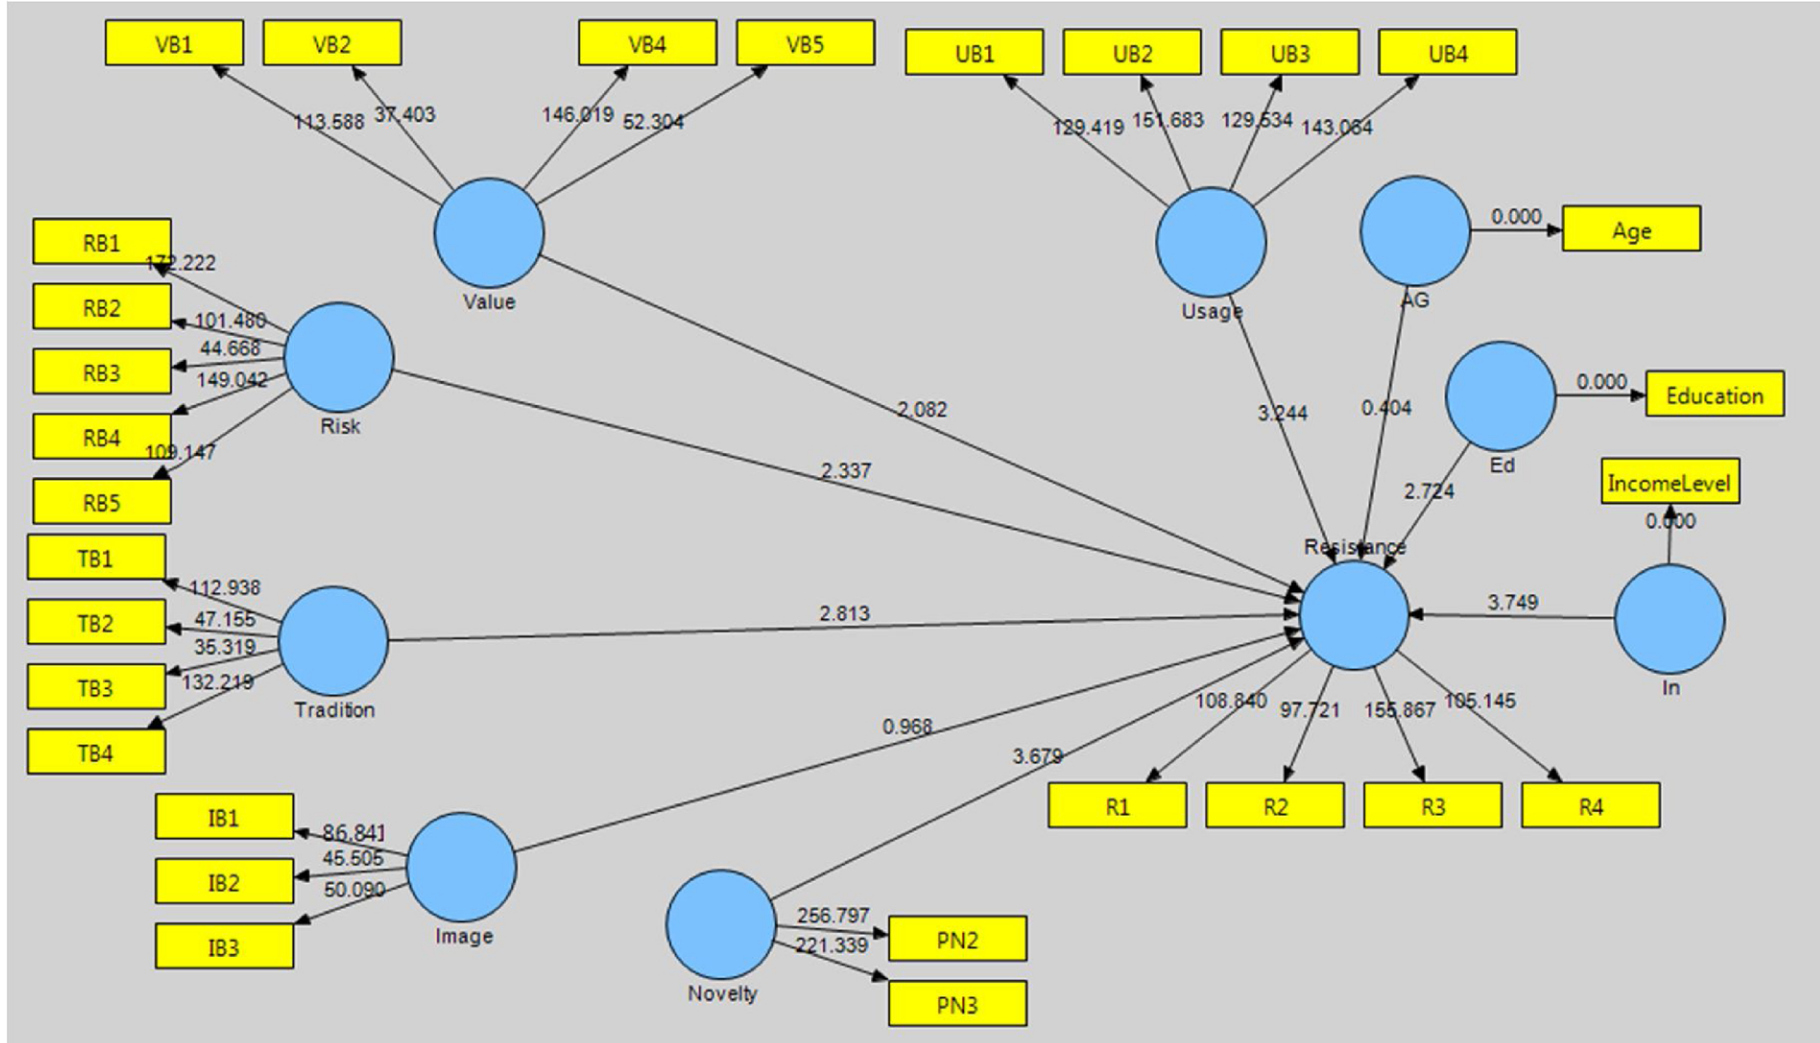 VB1
VB2
VB4
VB5
UB1
UB2
UB3
UB4
113.588
37.403
146.019
52.304
129.419
151.683
129.534
143.064
Value
Usage
AG
0.000
Age
RB1
RB2
RB3
RB4
RB5
172.222
101.480
44.668
149.042
109.147
Risk
2.082
2.337
3.244
0.404
Ed
0.000
Education
2.724
IncomeLevel
0.000
Resistance
3.749
In
TB1
TB2
TB3
TB4
112.938
47.155
35.319
132.219
Tradition
2.813
0.968
3.679
108.840
97.721
155.867
105.145
R1
R2
R3
R4
IB1
IB2
IB3
86.841
45.505
50.090
Image
Novelty
256.797
221.339
PN2
PN3